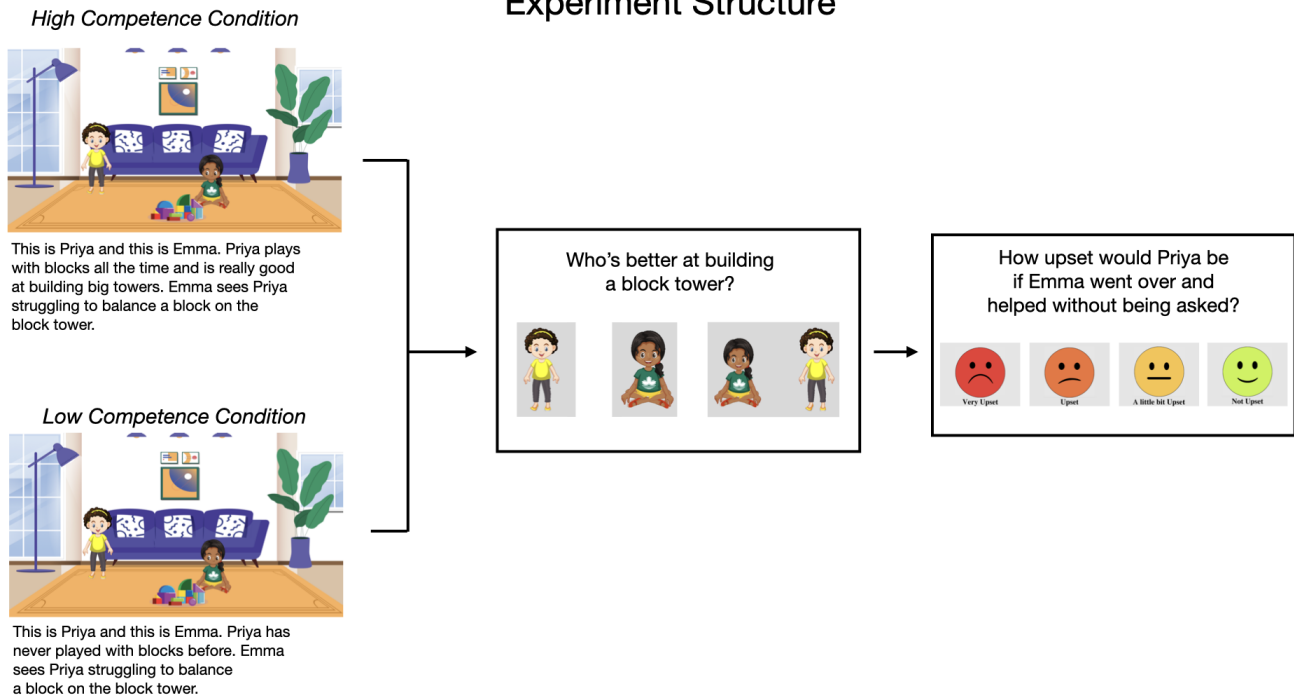 Experiment Structure
High Competence Condition
This is Priya and this is Emma. Priya plays
with blocks all the time and is really good
at building big towers. Emma sees Priya
struggling to balance a block on the
block tower.
Low Competence Condition
This is Priya and this is Emma. Priya has
never played with blocks before. Emma
sees Priya struggling to balance
a block on the block tower.
Who's better at building
a block tower?
How upset would Priya be
if Emma went over and
helped without being asked?
Very Upset
Upset
A little bit Upset
Not Upset